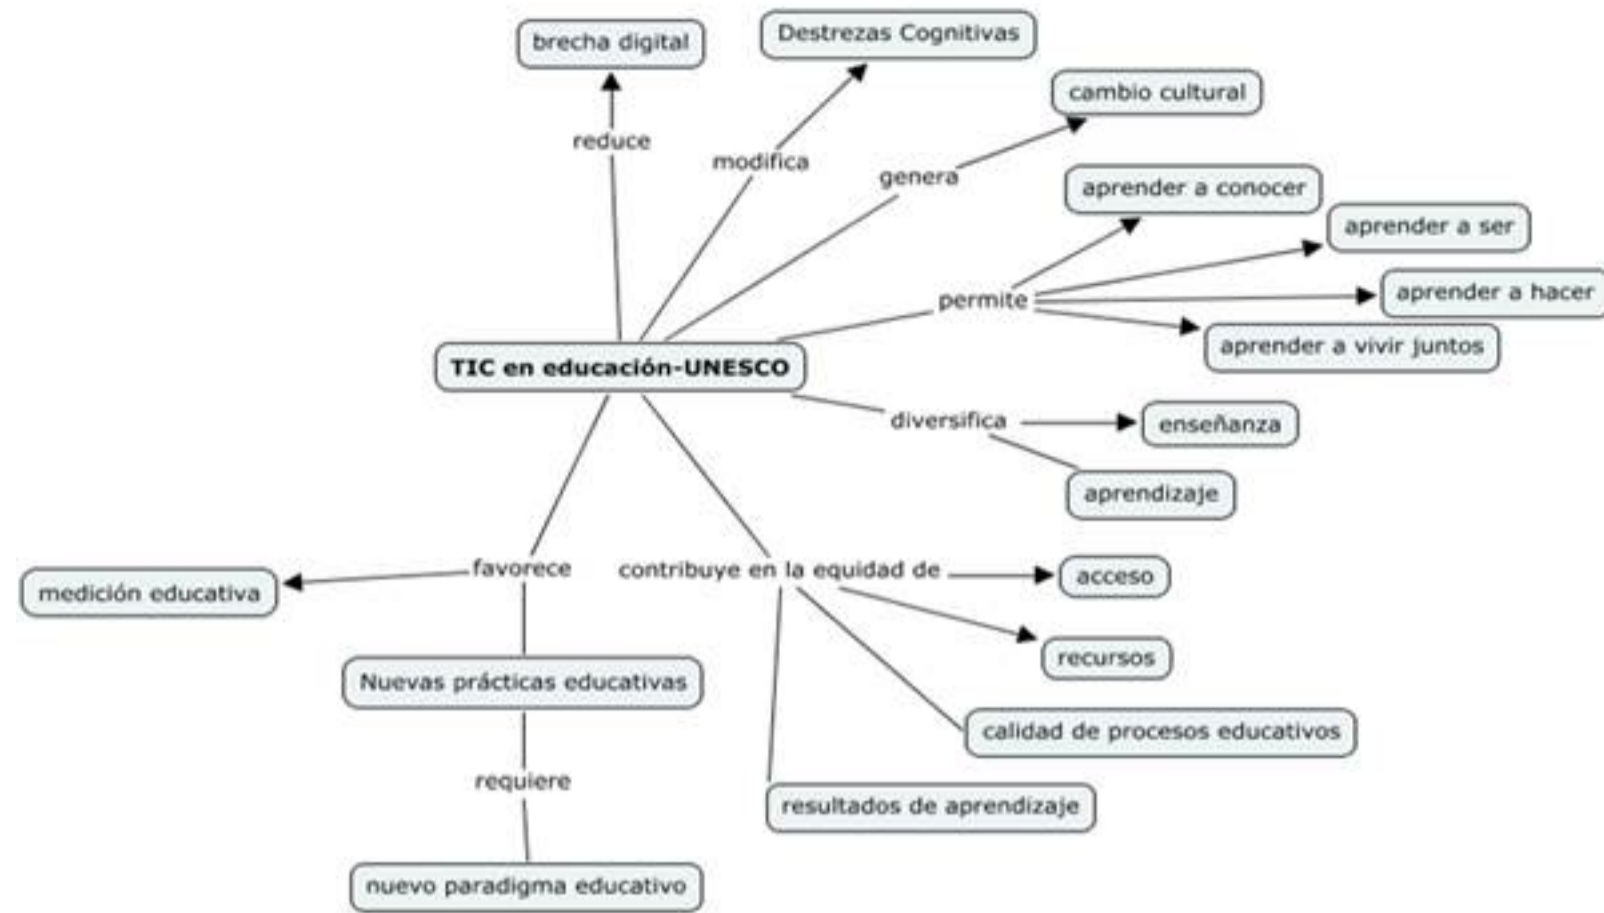 brecha digital
Destrezas Cognitivas
cambio cultural
reduce
modifica
genera
aprender a conocer
aprender a ser
permite
aprender a hacer
aprender a vivir juntos
TIC en educación-UNESCO
diversifica
enseñanza
aprendizaje
favorece
contribuye en la equidad de
acceso
medición educativa
recursos
Nuevas prácticas educativas
calidad de procesos educativos
requiere
resultados de aprendizaje
nuevo paradigma educativo